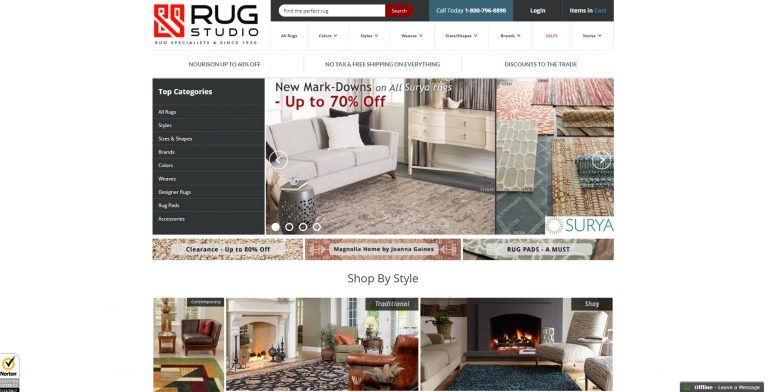 RUG
STUDIO
RUG SPECIALISTS ♦ SINCE 1930
Find the perfect rug
Search
Call Today 1-800-796-8890
Login
Items in Cart
All Rugs
Colors
Styles
Weaves
Sizes/Shapes
Brands
SALES
Stores
NOURISON UP TO 60% OFF
NO TAX & FREE SHIPPING ON EVERYTHING
DISCOUNTS TO THE TRADE
Top Categories
All Rugs
Styles
Sizes & Shapes
Brands
Colors
Weaves
Designer Rugs
Rug Pads
Accessories
New Mark-Downs on All Surya rugs
- Up to 70% Off
SURYA
Clearance - Up to 80% Off
Magnolia Home by Joanna Gaines
RUG PADS - A MUST
Shop By Style
Contemporary
Traditional
Shag
Norton
Offline - Leave a Message